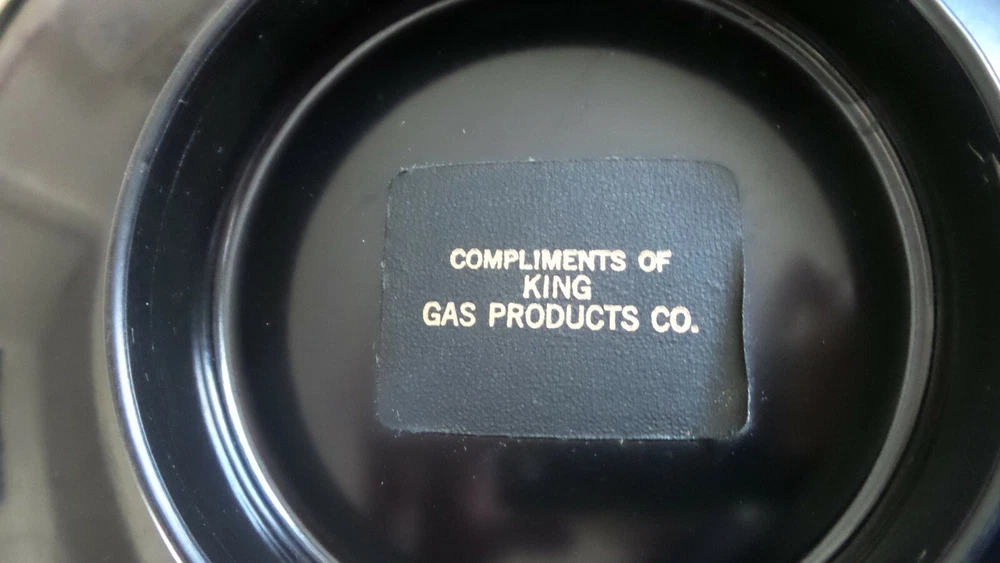 COMPLIMENTS OF
KING
GAS PRODUCTS CO.